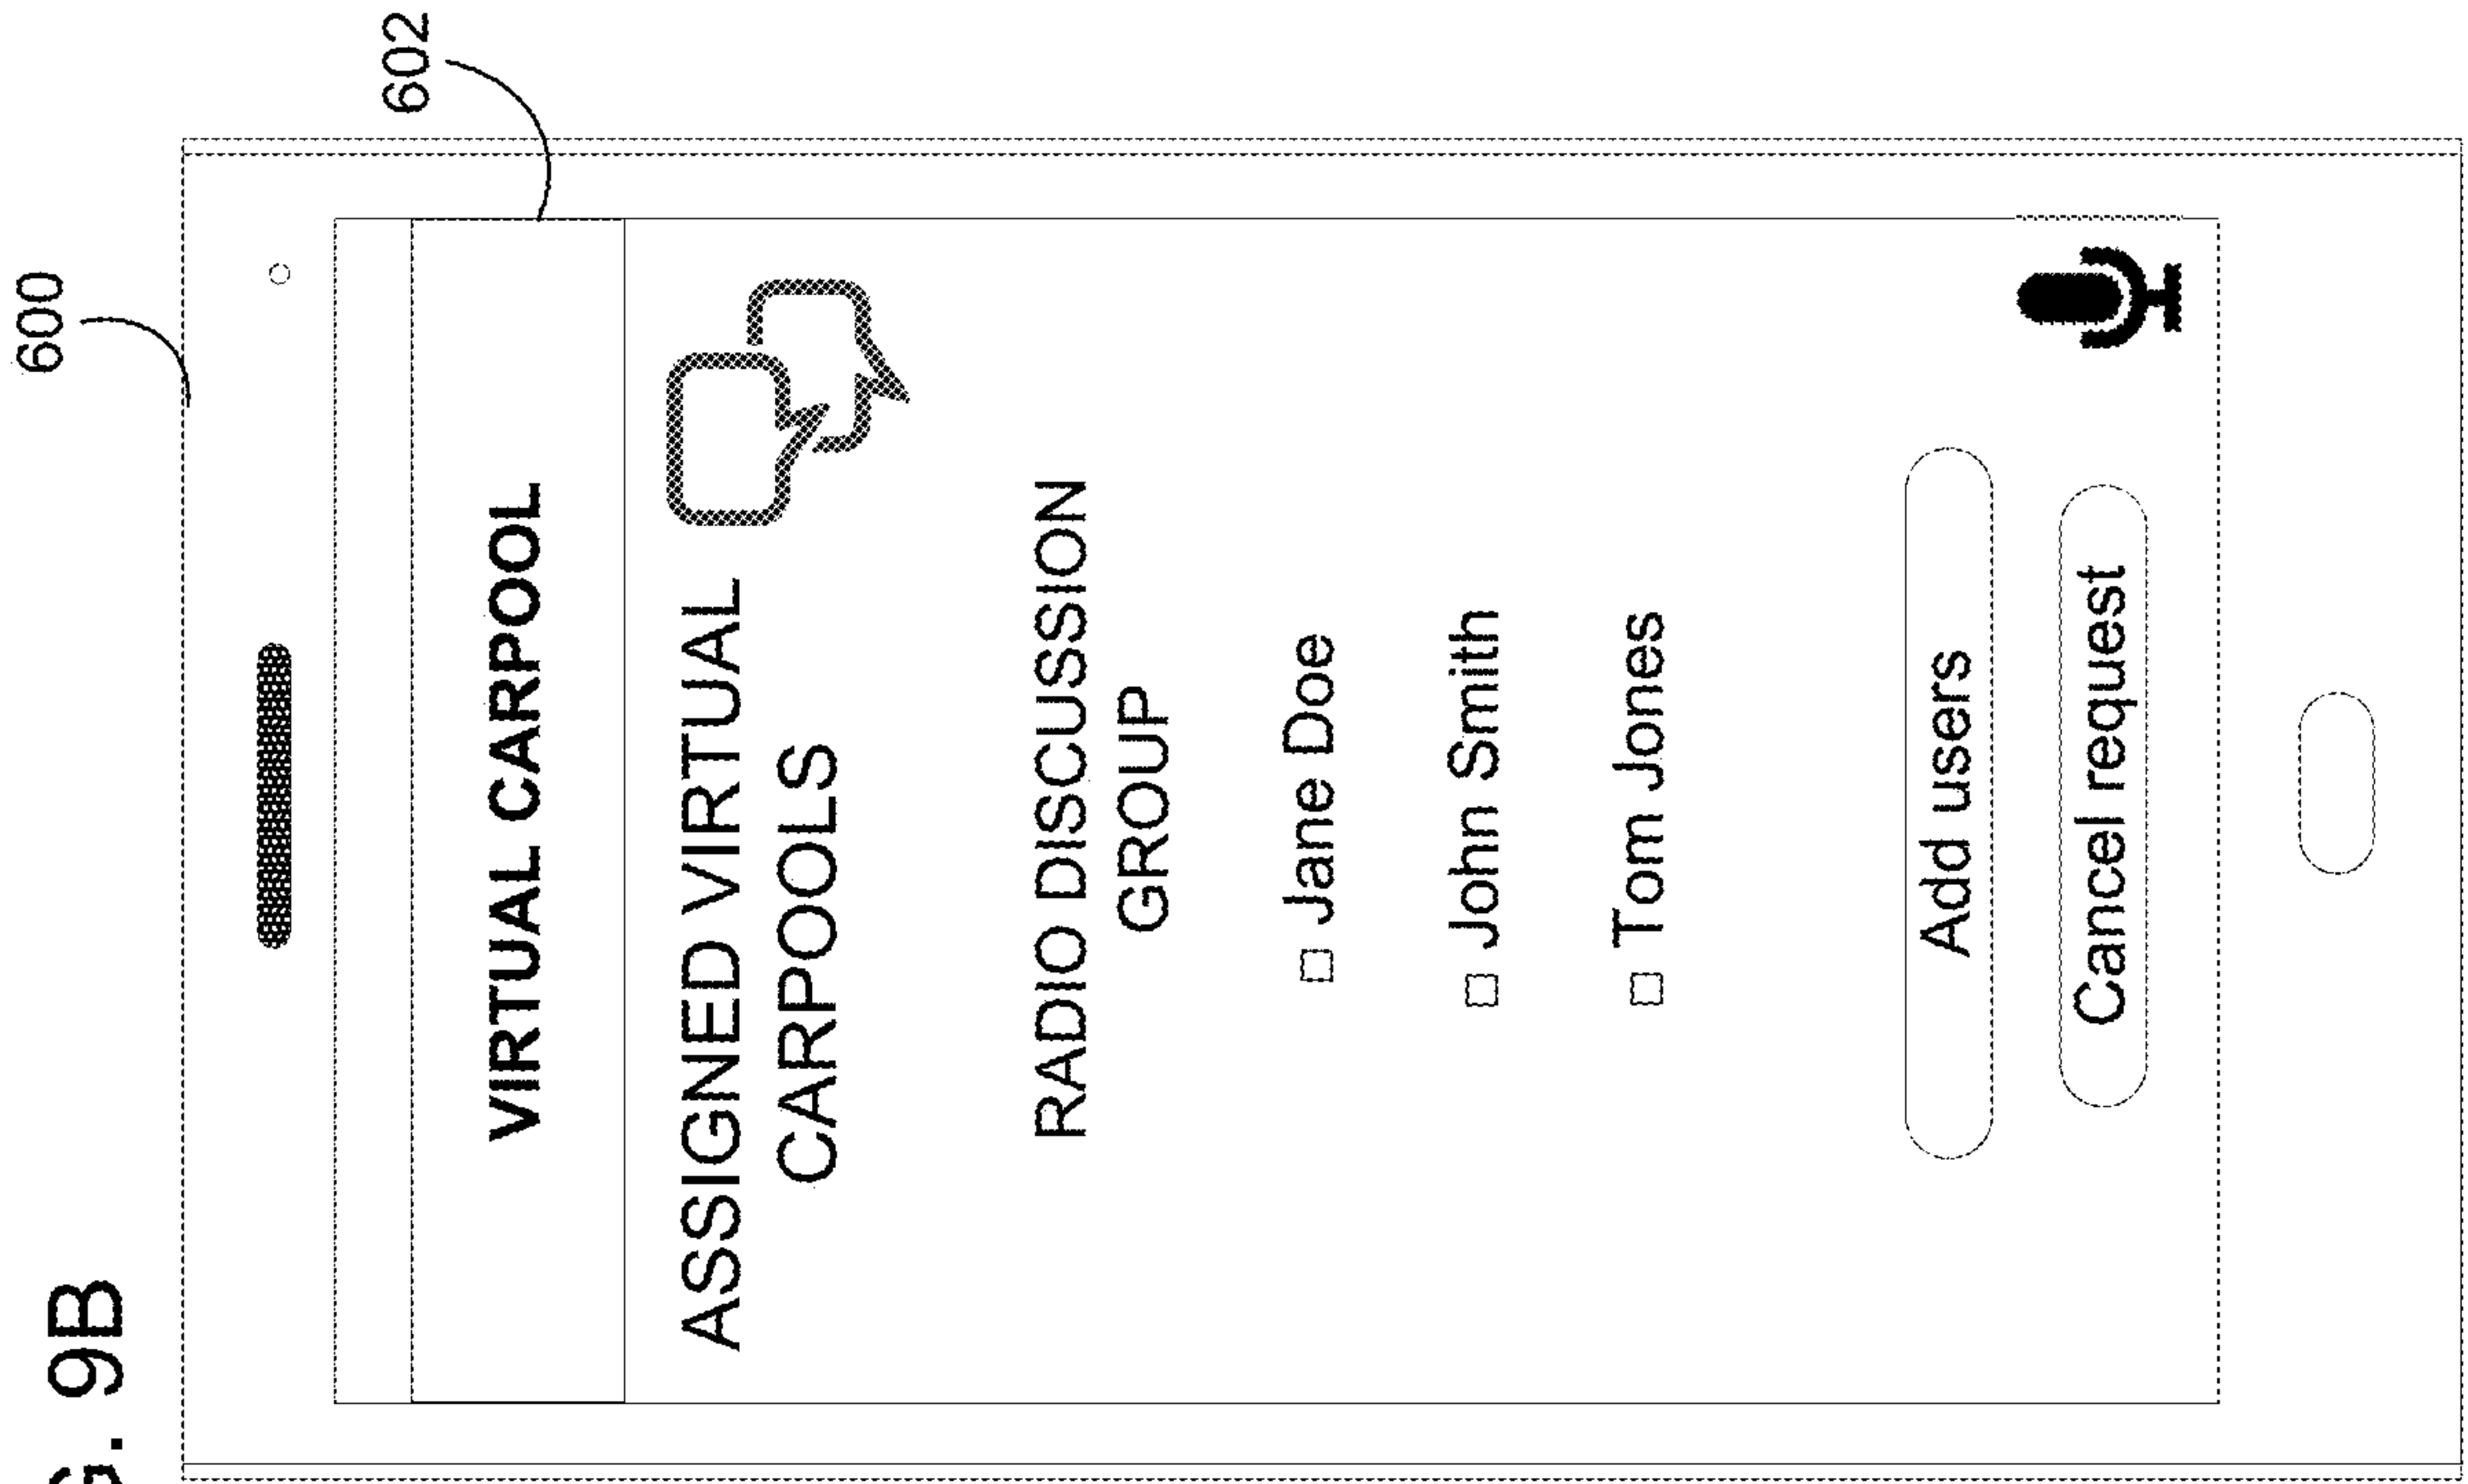 G. 9B
600
602
VIRTUAL CARPOOL
ASSIGNED VIRTUAL
CARPOOLS
RADIO DISCUSSION
GROUP
Jane Doe
John Smith
Tom Jones
Add users
Cancel request